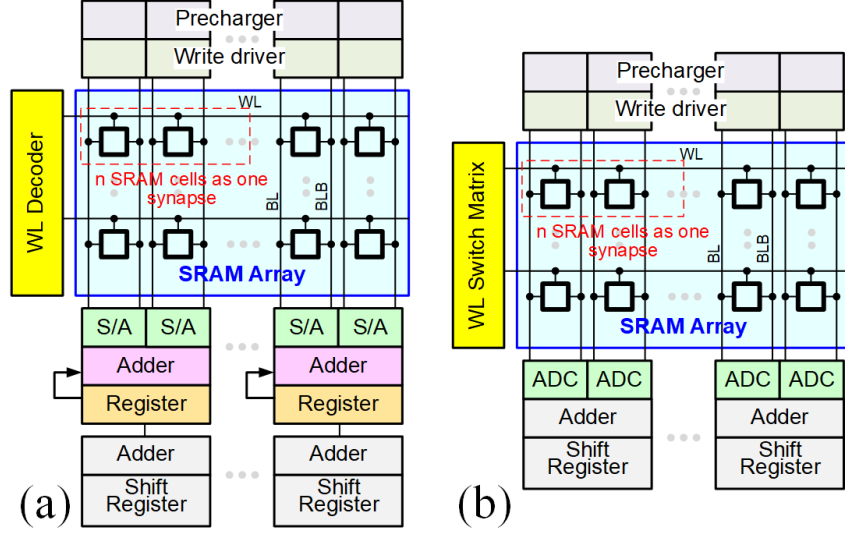 Precharger
Write driver
WL Decoder
WL
n SRAM cells as one
synapse
BL
BLB
SRAM Array
S/A S/A S/A S/A
Adder Adder
Register Register
Adder Adder
Shift Shift
Register Register
(a)
Precharger
Write driver
WL Switch Matrix
WL
n SRAM cells as one
synapse
BL
BLB
SRAM Array
ADC ADC ADC ADC
Adder Adder
Shift Shift
Register Register
(b)